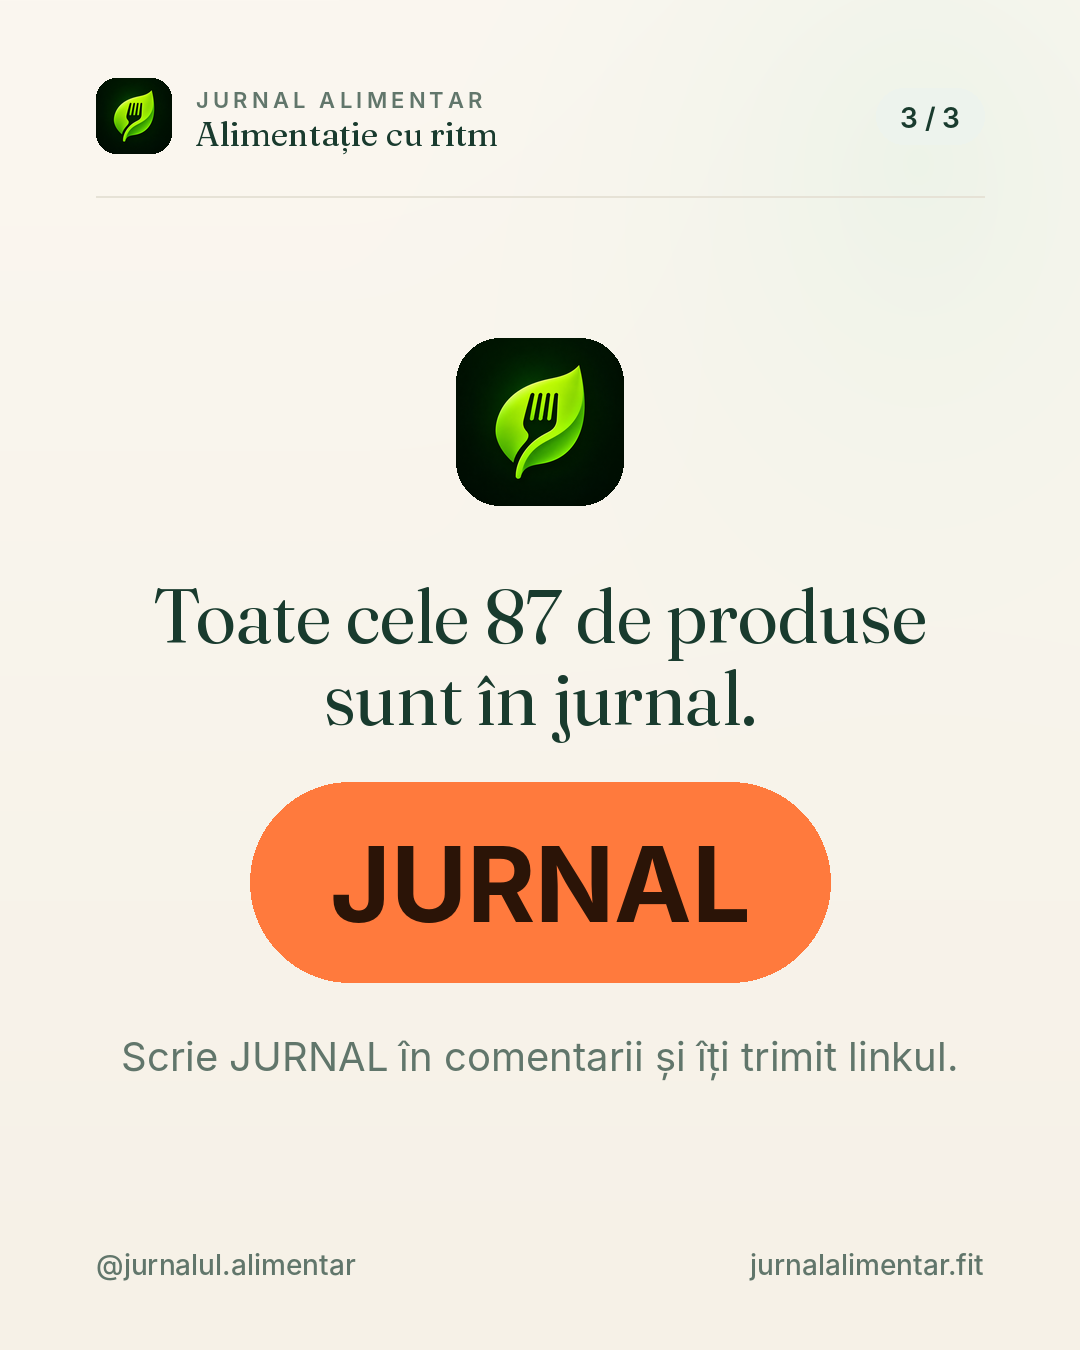 JURNAL ALIMENTAR
Alimentație cu ritm
3 / 3
Toate cele 87 de produse
sunt în jurnal.
JURNAL
Scrie JURNAL în comentarii și îți trimit linkul.
@jurnalul.alimentar
jurnalalimentar.fit